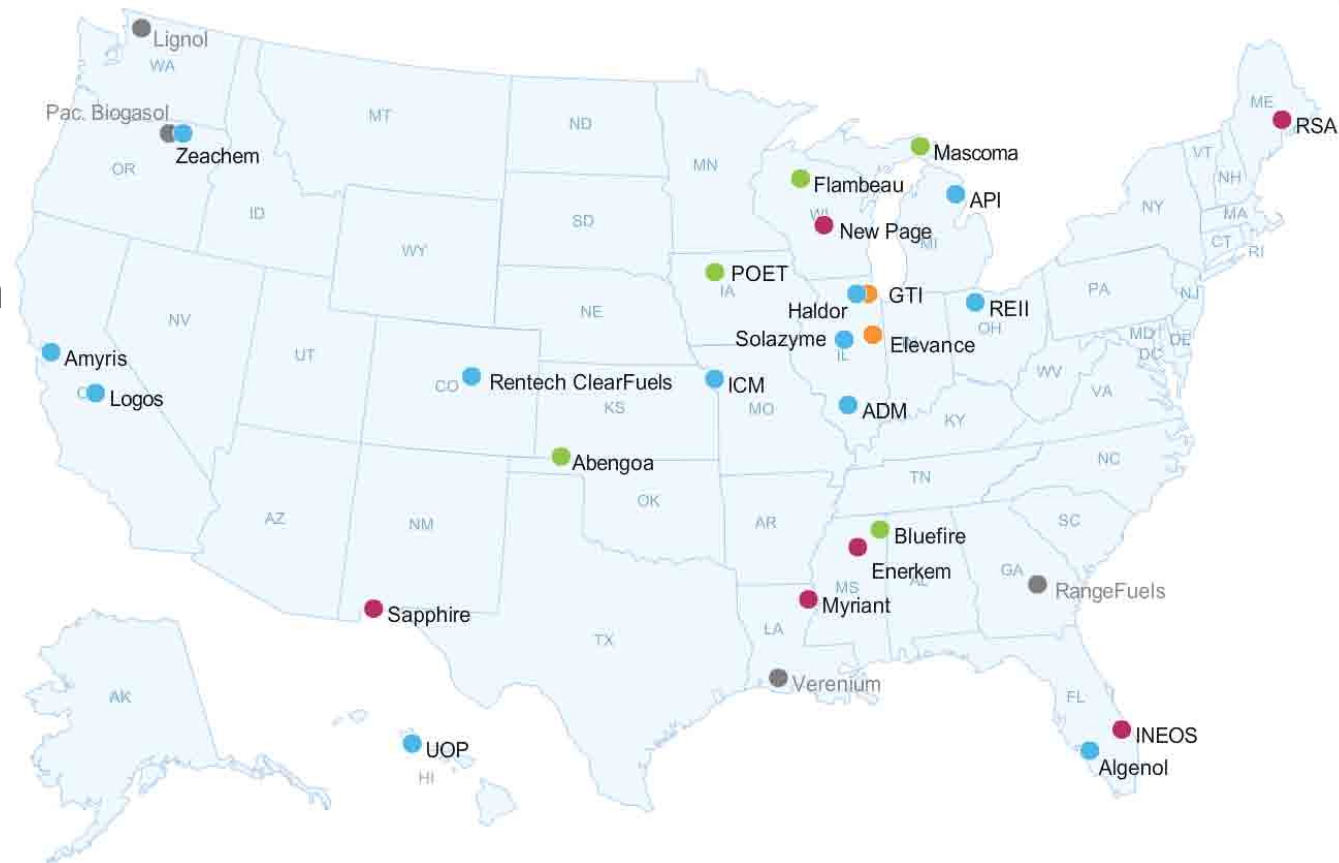 Lignol
WA
Pac. Biogasol
Zeachem
OR
MT
ND
MN
ID
SD
WY
NE
NV
UT
CO
Rentech ClearFuels
KS
Amyris
Logos
AZ
NM
OK
Abengoa
Sapphire
TX
AK
UOP
HI
Mascoma
Flambeau
API
WI
New Page
MI
POET
IA
Haldor
GTI
Solazyme
Elevance
IL
REII
OH
ICM
MO
ADM
KY
TN
AR
Bluefire
Enerkem
MS
AL
Myriant
LA
Verenium
GA
RangeFuels
SC
NC
VA
WV
FL
INEOS
Algenol
ME
RSA
VT
NH
NY
MA
CT
RI
PA
NJ
MD
DE
DC